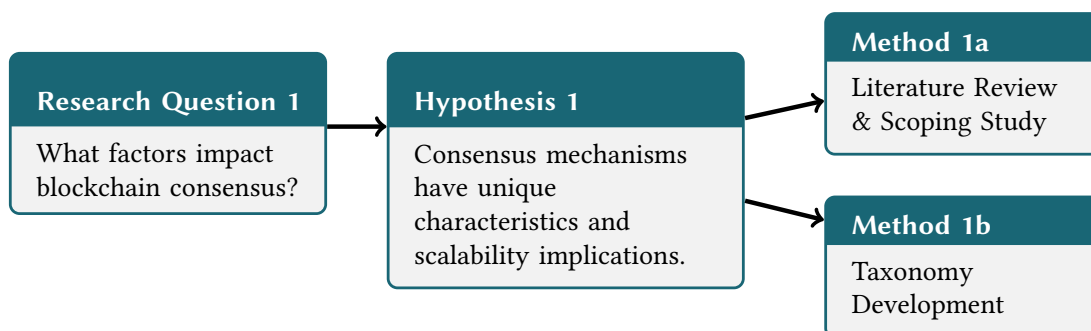 Research Question 1
What factors impact
blockchain consensus?
Hypothesis 1
Consensus mechanisms
have unique
characteristics and
scalability implications.
Method 1a
Literature Review
& Scoping Study
Method 1b
Taxonomy
Development